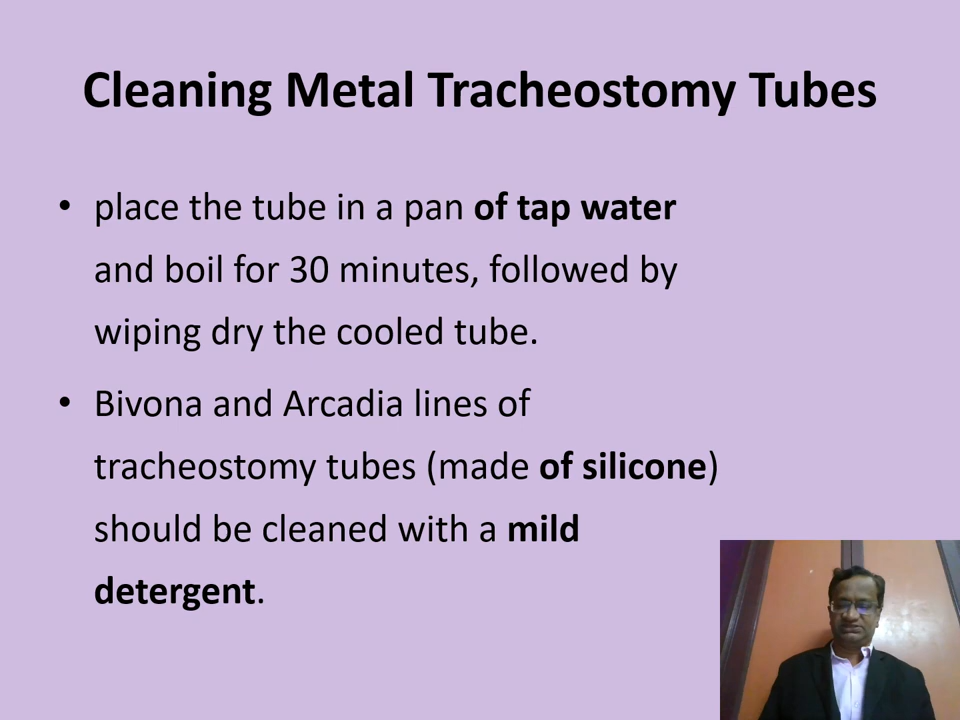 Cleaning Metal Tracheostomy Tubes
• place the tube in a pan of tap water
and boil for 30 minutes, followed by
wiping dry the cooled tube.
• Bivona and Arcadia lines of
tracheostomy tubes (made of silicone)
should be cleaned with a mild
detergent.